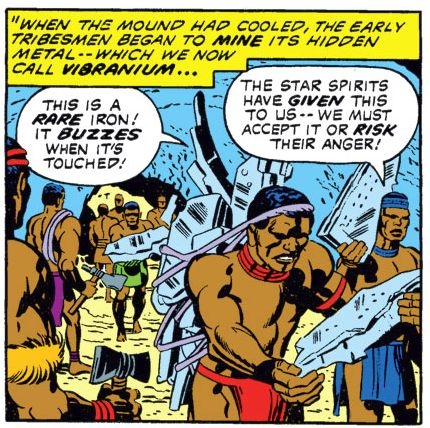 "WHEN THE MOUND HAD COOLED, THE EARLY
TRIBESMEN BEGAN TO MINE ITS HIDDEN
METAL--WHICH WE NOW
CALL VIBRANIUM...
THIS IS A
RARE IRON!
IT BUZZES
WHEN IT'S
TOUCHED!
THE STAR SPIRITS
HAVE GIVEN THIS
TO US--WE MUST
ACCEPT IT OR RISK
THEIR ANGER!